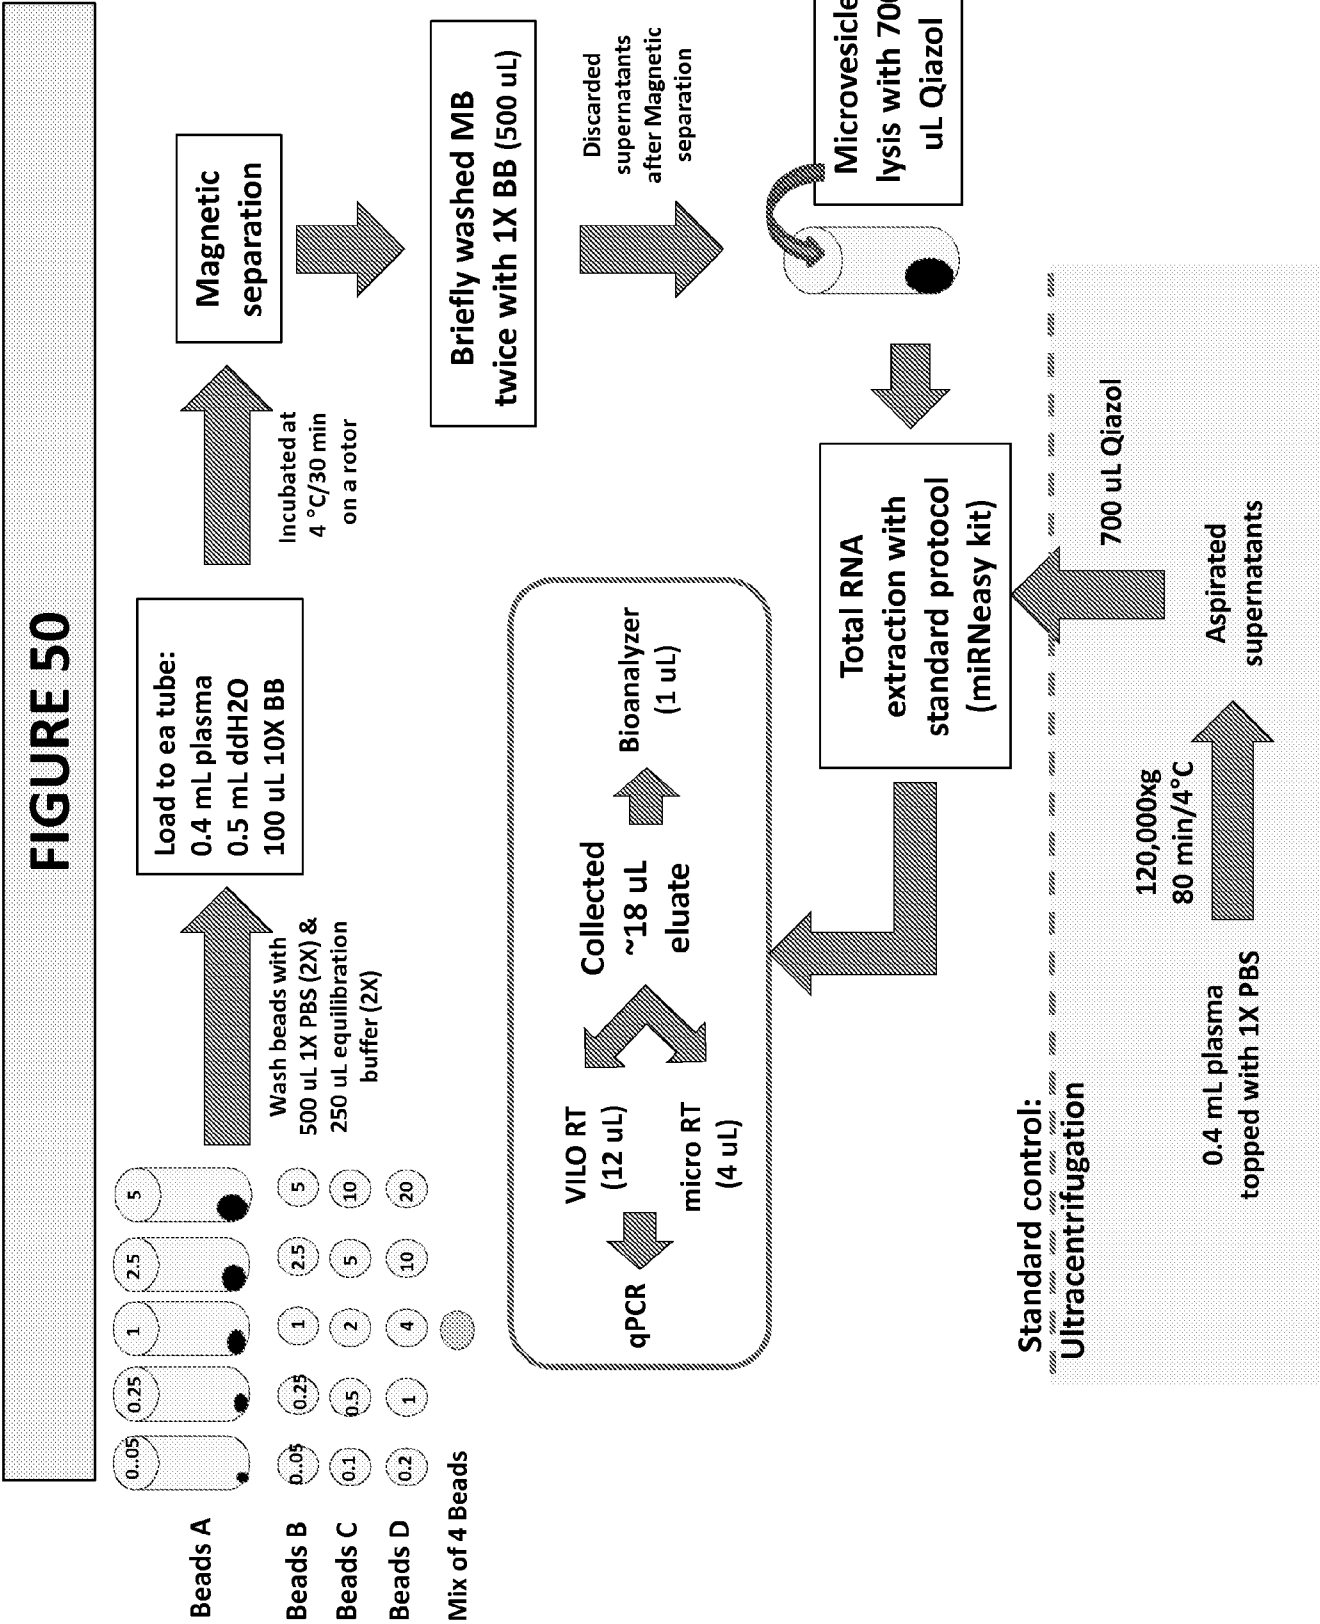 FIGURE 50
Beads A
0..05
0.25
1
2.5
5
Beads B
0..05
0.25
1
2.5
5
Beads C
0.1
0.5
2
5
10
Beads D
0.2
1
4
10
20
Mix of 4 Beads
Wash beads with
500 uL 1X PBS (2X) &
250 uL equilibration
buffer (2X)
Load to ea tube:
0.4 mL plasma
0.5 mL ddH2O
100 uL 10X BB
Incubated at
4 °C/30 min
on a rotor
Magnetic
separation
Briefly washed MB
twice with 1X BB (500 uL)
Discarded
supernatants
after Magnetic
separation
Microvesicle
lysis with 700
uL Qiazol
Total RNA
extraction with
standard protocol
(miRNeasy kit)
Collected
~18 uL
eluate
Bioanalyzer
(1 uL)
VILO RT
(12 uL)
micro RT
(4 uL)
qPCR
Standard control:
Ultracentrifugation
0.4 mL plasma
topped with 1X PBS
120,000xg
80 min/4°C
Aspirated
supernatants
700 uL Qiazol